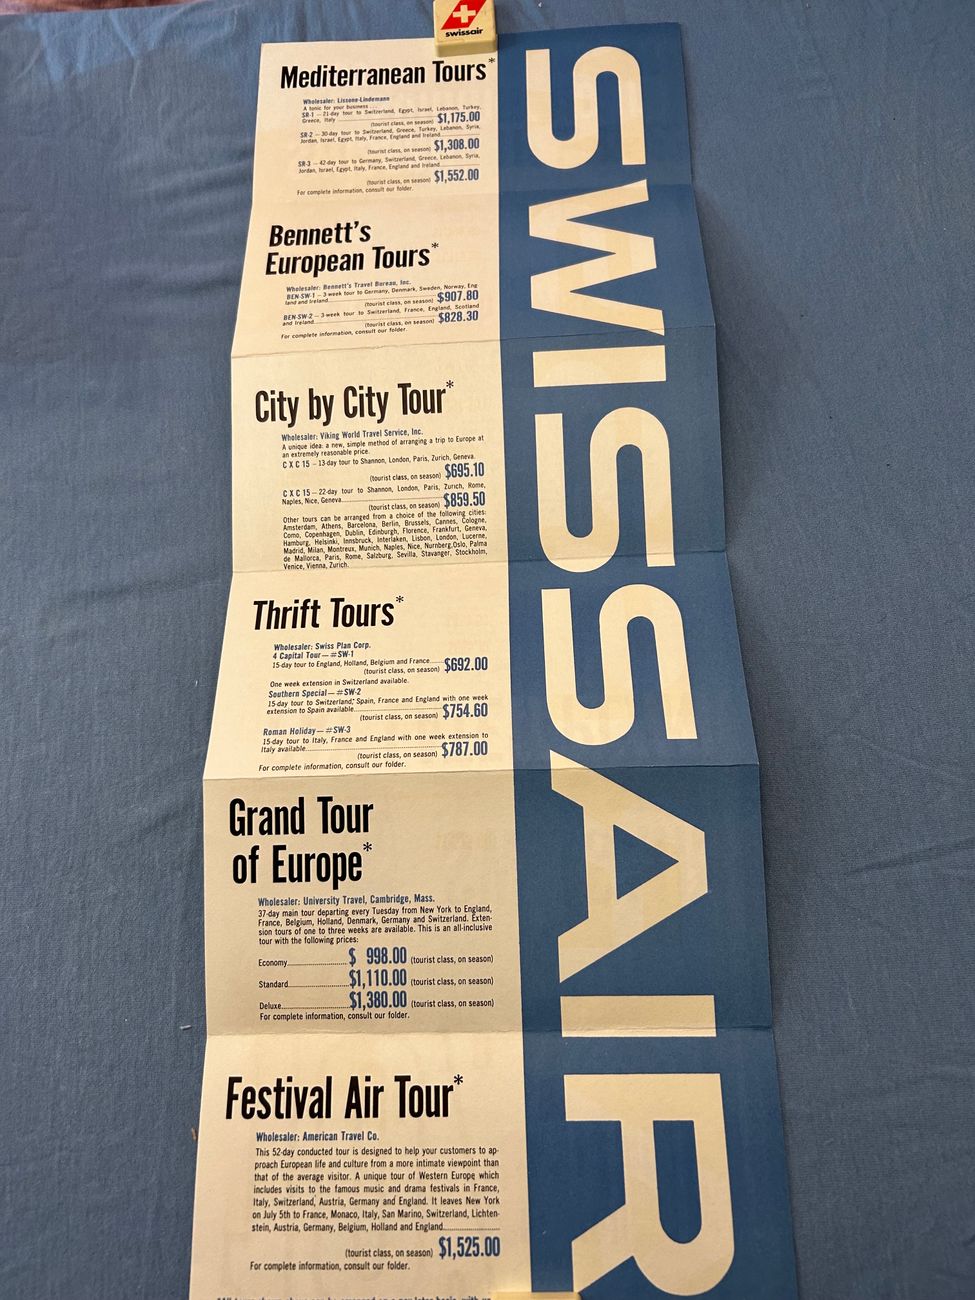 swissair
SWISSAIR
Mediterranean Tours*
Wholesaler: Lissone-Lindemann
A tonic for your business . . .
SR-1 — 21-day tour to Switzerland, Egypt, Israel, Lebanon, Turkey,
Greece, Italy
(tourist class, on season) $1,175.00
SR-2 — 30-day tour to Switzerland, Greece, Turkey, Lebanon, Syria,
Jordan, Israel, Egypt, Italy, France, England and Ireland
(tourist class, on season) $1,308.00
SR-3 — 42-day tour to Germany, Switzerland, Greece, Lebanon, Syria,
Jordan, Israel, Egypt, Italy, France, England and Ireland
(tourist class, on season) $1,552.00
For complete information, consult our folder.
Bennett's
European Tours*
Wholesaler: Bennett's Travel Bureau, Inc.
BEN-SW-1 — 3-week tour to Germany, Denmark, Sweden, Norway, Eng
land and Ireland
(tourist class, on season) $907.80
BEN-SW-2 — 3-week tour to Switzerland, France, England, Scotland
and Ireland
(tourist class, on season) $828.30
For complete information, consult our folder.
City by City Tour*
Wholesaler: Viking World Travel Service, Inc.
A unique idea: a new, simple method of arranging a trip to Europe at
an extremely reasonable price.
C X C 15 — 13-day tour to Shannon, London, Paris, Zurich, Geneva.
(tourist class, on season) $695.10
C X C 15 — 22-day tour to Shannon, London, Paris, Zurich, Rome,
Naples, Nice, Geneva
(tourist class, on season) $859.50
Other tours can be arranged from a choice of the following cities:
Amsterdam, Athens, Barcelona, Berlin, Brussels, Cannes, Cologne,
Como, Copenhagen, Dublin, Edinburgh, Florence, Frankfurt, Geneva,
Hamburg, Helsinki, Innsbruck, Interlaken, Lisbon, London, Lucerne,
Madrid, Milan, Montreux, Munich, Naples, Nice, Nurnberg,Oslo, Palma
de Mallorca, Paris, Rome, Salzburg, Sevilla, Stavanger, Stockholm,
Venice, Vienna, Zurich.
Thrift Tours*
Wholesaler: Swiss Plan Corp.
4 Capital Tour — #SW-1
15-day tour to England, Holland, Belgium and France
(tourist class, on season) $692.00
One week extension in Switzerland available.
Southern Special — #SW-2
15-day tour to Switzerland, Spain, France and England with one week
extension to Spain available
(tourist class, on season) $754.60
Roman Holiday — #SW-3
15-day tour to Italy, France and England with one week extension to
Italy available
(tourist class, on season) $787.00
For complete information, consult our folder.
Grand Tour
of Europe*
Wholesaler: University Travel, Cambridge, Mass.
37-day main tour departing every Tuesday from New York to England,
France, Belgium, Holland, Denmark, Germany and Switzerland. Exten-
sion tours of one to three weeks are available. This is an all-inclusive
tour with the following prices:
Economy $ 998.00 (tourist class, on season)
Standard $1,110.00 (tourist class, on season)
Deluxe $1,380.00 (tourist class, on season)
For complete information, consult our folder.
Festival Air Tour*
Wholesaler: American Travel Co.
This 52-day conducted tour is designed to help your customers to ap-
proach European life and culture from a more intimate viewpoint than
that of the average visitor. A unique tour of Western Europe which
includes visits to the famous music and drama festivals in France,
Italy, Switzerland, Austria, Germany and England. It leaves New York
on July 5th to France, Monaco, Italy, San Marino, Switzerland, Lichten-
stein, Austria, Germany, Belgium, Holland and England
(tourist class, on season) $1,525.00
For complete information, consult our folder.